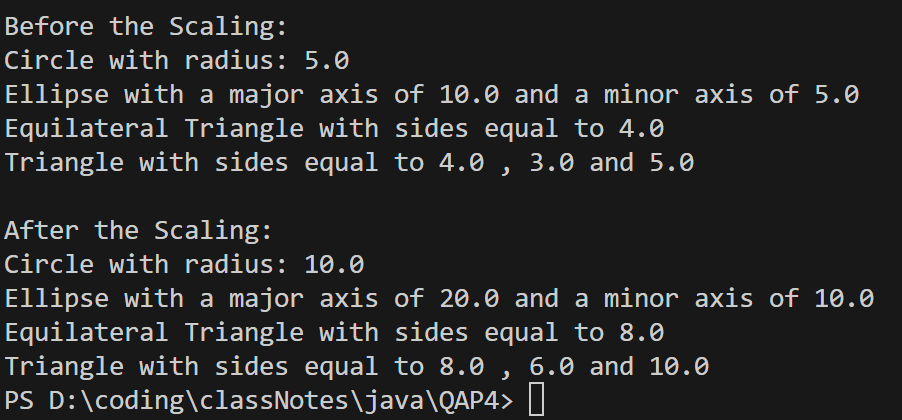 Before the Scaling:
Circle with radius: 5.0
Ellipse with a major axis of 10.0 and a minor axis of 5.0
Equilateral Triangle with sides equal to 4.0
Triangle with sides equal to 4.0 , 3.0 and 5.0

After the Scaling:
Circle with radius: 10.0
Ellipse with a major axis of 20.0 and a minor axis of 10.0
Equilateral Triangle with sides equal to 8.0
Triangle with sides equal to 8.0 , 6.0 and 10.0
PS D:\coding\classNotes\java\QAP4>